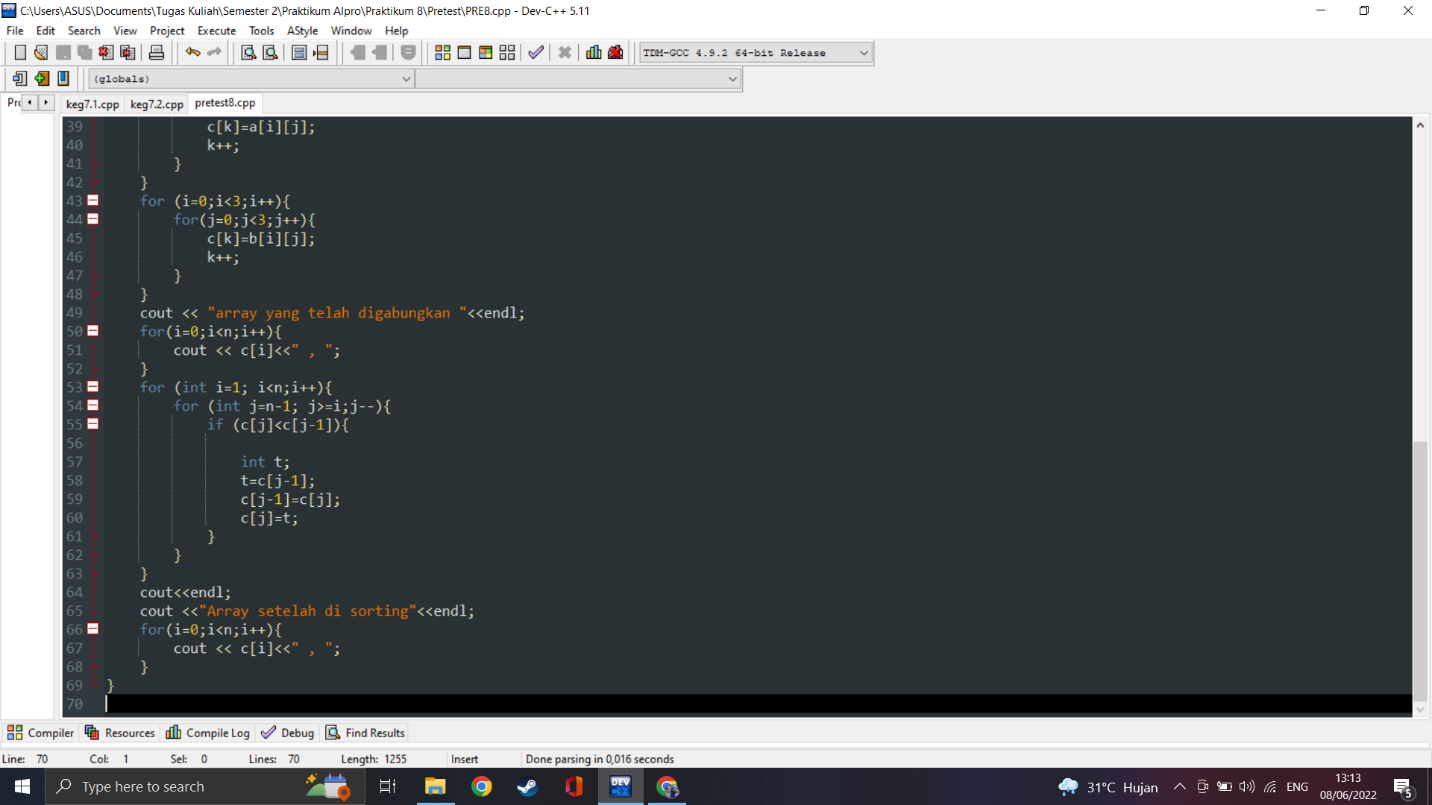 C:\Users\ASUS\Documents\Tugas Kuliah\Semester 2\Praktikum Alpro\Praktikum 8\Pretest\PRE8.cpp - Dev-C++ 5.11
File Edit Search View Project Execute Tools AStyle Window Help
TDM-GCC 4.9.2 64-bit Release
(globals)
Prc keg7.1.cpp keg7.2.cpp pretest8.cpp
39 c[k]=a[i][j];
40 k++;
41 }
42 }
43 for (i=0;i<3;i++){
44 for(j=0;j<3;j++){
45 c[k]=b[i][j];
46 k++;
47 }
48 }
49 cout << "array yang telah digabungkan "<<endl;
50 for(i=0;i<n;i++){
51 cout << c[i]<<" , ";
52 }
53 for (int i=1; i<n;i++){
54 for (int j=n-1; j>=i;j--){
55 if (c[j]<c[j-1]){
56
57 int t;
58 t=c[j-1];
59 c[j-1]=c[j];
60 c[j]=t;
61 }
62 }
63 }
64 cout<<endl;
65 cout <<"Array setelah di sorting"<<endl;
66 for(i=0;i<n;i++){
67 cout << c[i]<<" , ";
68 }
69 }
70
Compiler Resources Compile Log Debug Find Results
Line: 70 Col: 1 Sel: 0 Lines: 70 Length: 1255 Insert Done parsing in 0,016 seconds
Type here to search
DEV
31°C Hujan
ENG
13:13
08/06/2022
5